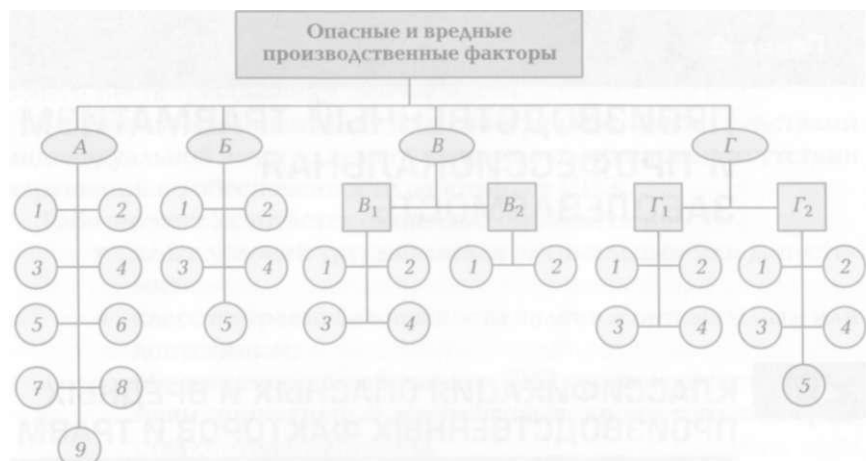 Опасные и вредные
производственные факторы
А Б В Г
1 2 1 2 В1 В2 Г1 Г2
3 4 3 4 1 2 1 2 1 2 1 2
5 6 5 3 4 3 4 3 4
7 8 5
9